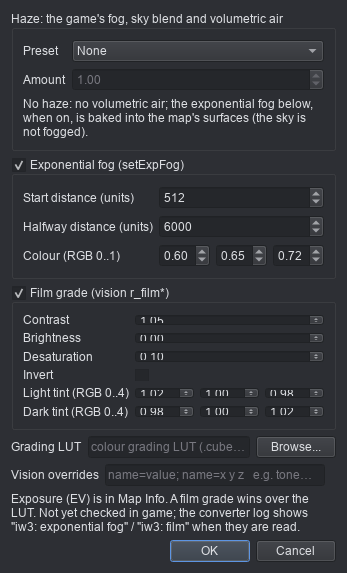 Haze: the game's fog, sky blend and volumetric air
Preset None
Amount 1.00
No haze: no volumetric air; the exponential fog below,
when on, is baked into the map's surfaces (the sky
is not fogged).
Exponential fog (setExpFog)
Start distance (units) 512
Halfway distance (units) 6000
Colour (RGB 0..1) 0.60 0.65 0.72
Film grade (vision r_film*)
Contrast 1.05
Brightness 0.00
Desaturation 0.10
Invert
Light tint (RGB 0..4) 1.02 1.00 0.98
Dark tint (RGB 0..4) 0.98 1.00 1.02
Grading LUT colour grading LUT (.cube... Browse...
Vision overrides name=value; name=x y z e.g. tone...
Exposure (EV) is in Map Info. A film grade wins over the
LUT. Not yet checked in game; the converter log shows
"iw3: exponential fog" / "iw3: film" when they are read.
OK Cancel